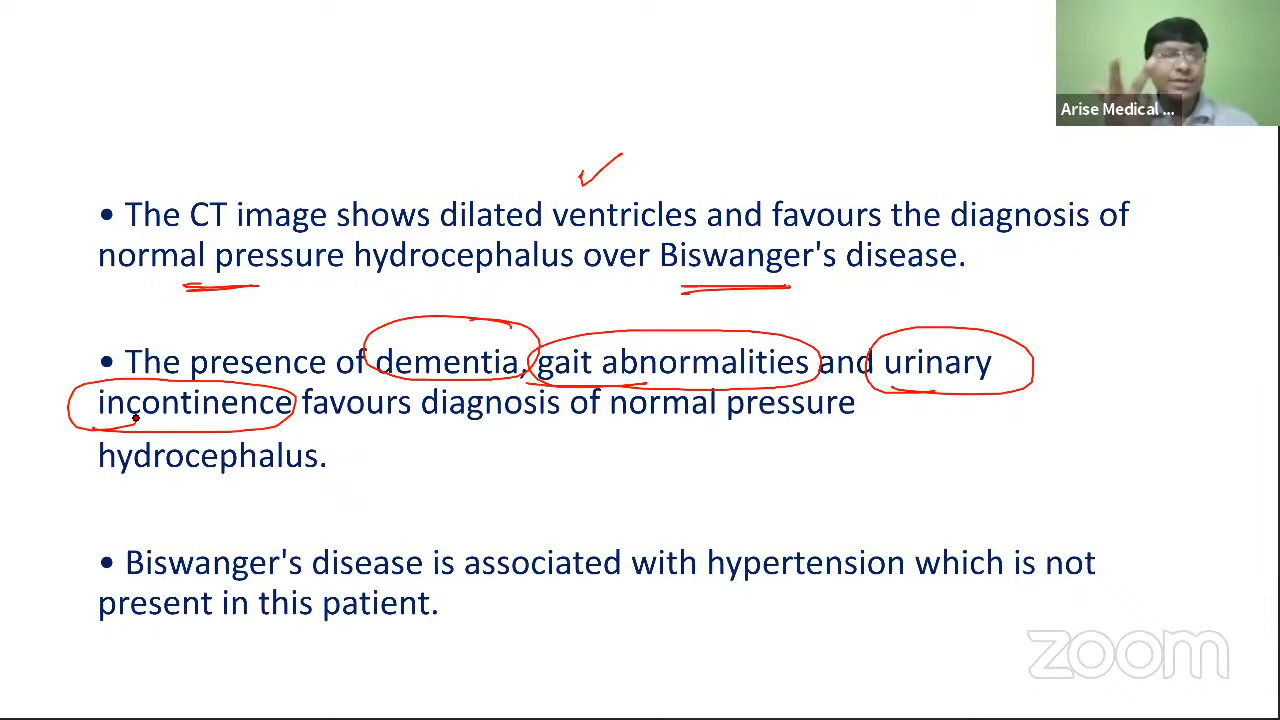 Arise Medical ...
• The CT image shows dilated ventricles and favours the diagnosis of
normal pressure hydrocephalus over Biswanger's disease.
• The presence of dementia, gait abnormalities and urinary
incontinence favours diagnosis of normal pressure
hydrocephalus.
• Biswanger's disease is associated with hypertension which is not
present in this patient.
zoom